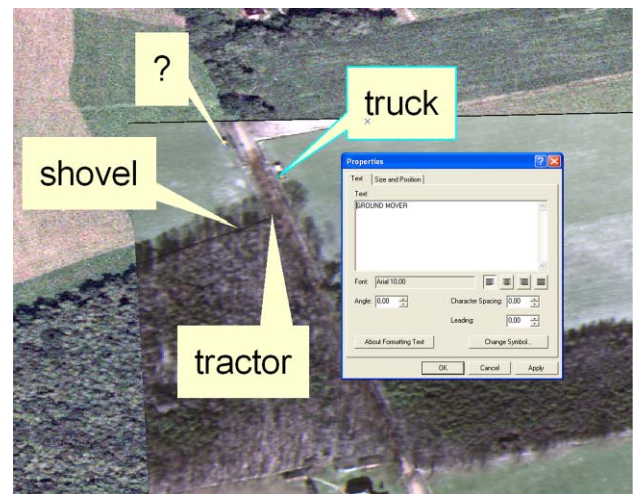 ?
truck
shovel
tractor
Properties
Text
Size and Position
Text:
GROUND MOVER
Font:
Arial 10,00
Angle:
0,00
Character Spacing:
0,00
Leading:
0,00
About Formatting Text
Change Symbol...
OK
Cancel
Apply